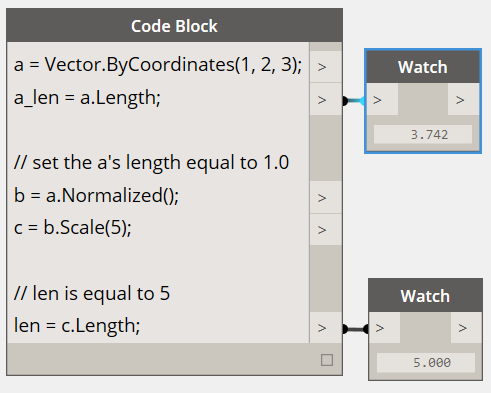 Code Block
a = Vector.ByCoordinates(1, 2, 3);
>
a_len = a.Length;
>
// set the a's length equal to 1.0
b = a.Normalized();
>
c = b.Scale(5);
>
// len is equal to 5
len = c.Length;
>
Watch
> >
3.742
Watch
> >
5.000